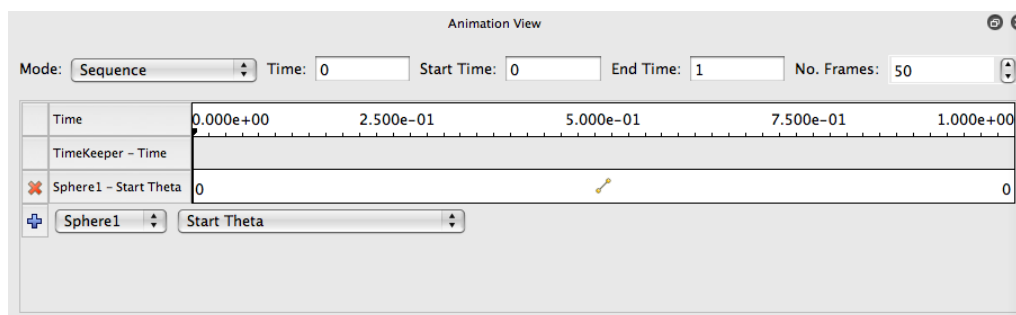 Animation View
Mode: Sequence Time: 0 Start Time: 0 End Time: 1 No. Frames: 50
Time 0.000e+00 2.500e-01 5.000e-01 7.500e-01 1.000e+00
TimeKeeper - Time
Sphere1 - Start Theta 0 0
Sphere1 Start Theta